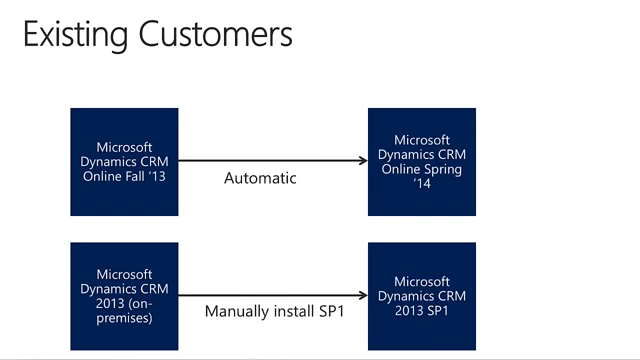 Existing Customers
Microsoft
Dynamics CRM
Online Fall ‘13
Automatic
Microsoft
Dynamics CRM
Online Spring
‘14
Microsoft
Dynamics CRM
2013 (on-
premises)
Manually install SP1
Microsoft
Dynamics CRM
2013 SP1